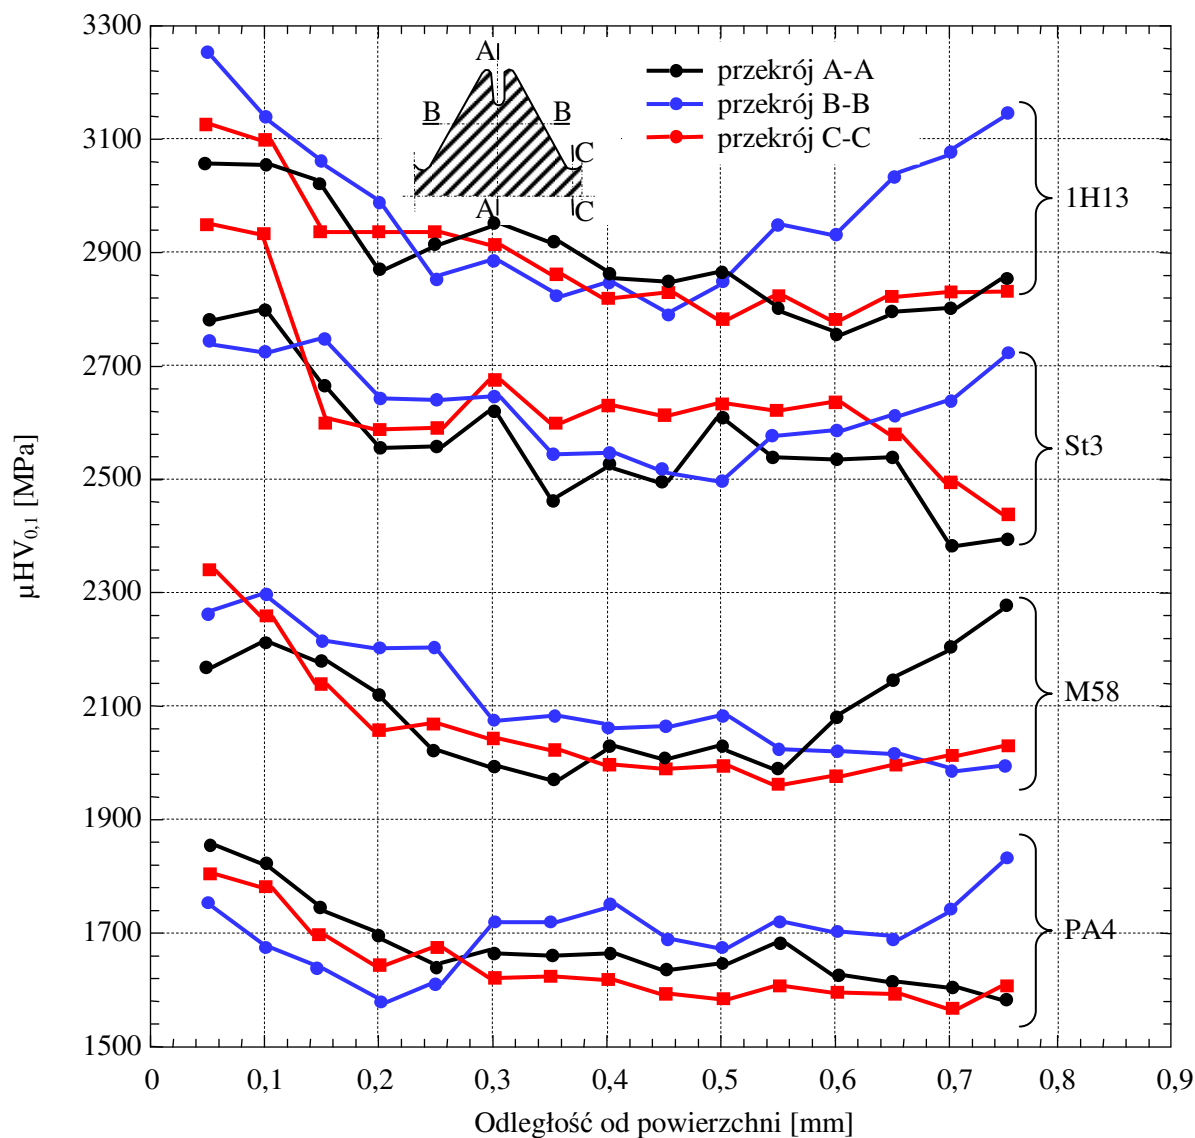 3300
3100
2900
2700
2500
2300
2100
1900
1700
1500
µHV0,1 [MPa]
A
B B
C
A C
przekrój A-A
przekrój B-B
przekrój C-C
1H13
St3
M58
PA4
0 0,1 0,2 0,3 0,4 0,5 0,6 0,7 0,8 0,9
Odległość od powierzchni [mm]